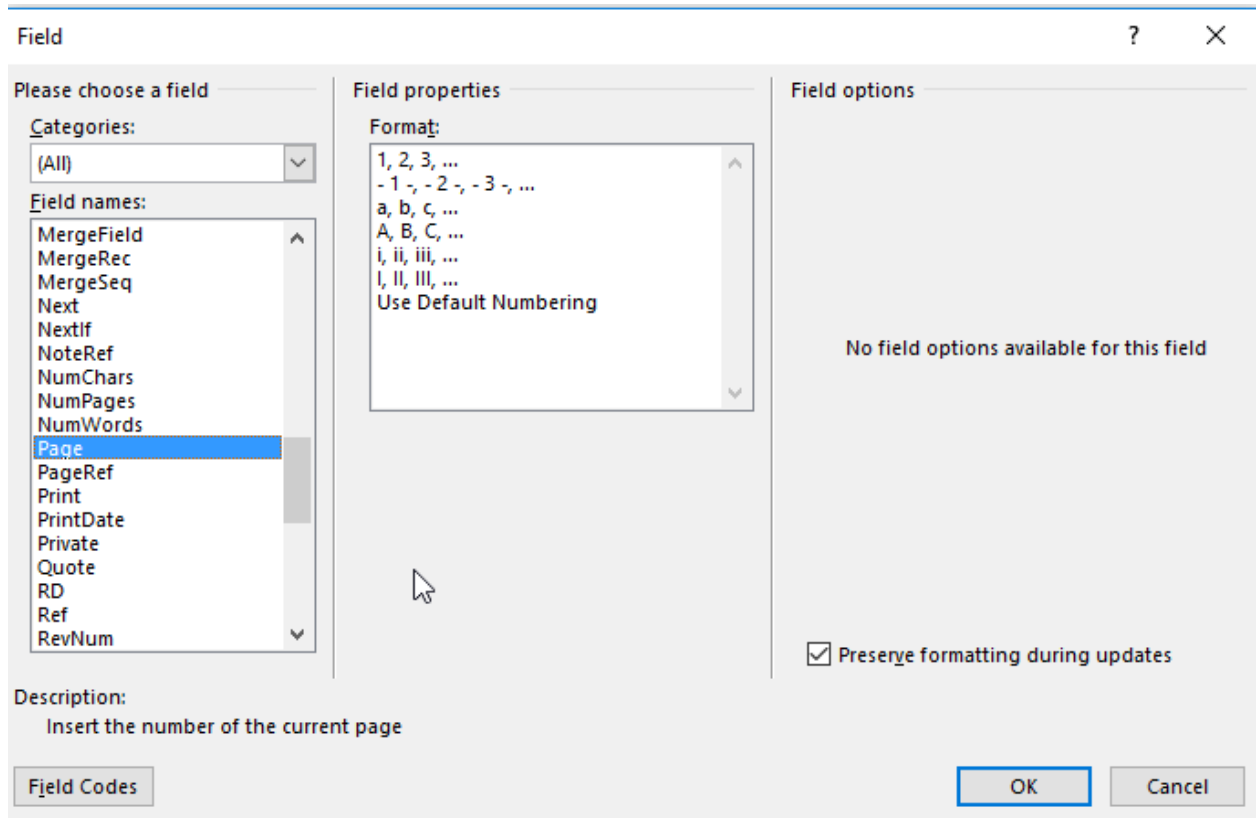 Field
?
Please choose a field
Categories:
(All)
Field names:
MergeField
MergeRec
MergeSeq
Next
NextIf
NoteRef
NumChars
NumPages
NumWords
Page
PageRef
Print
PrintDate
Private
Quote
RD
Ref
RevNum
Field properties
Format:
1, 2, 3, ...
- 1 -, - 2 -, - 3 -, ...
a, b, c, ...
A, B, C, ...
i, ii, iii, ...
I, II, III, ...
Use Default Numbering
Field options
No field options available for this field
Preserve formatting during updates
Description:
Insert the number of the current page
Field Codes
OK
Cancel